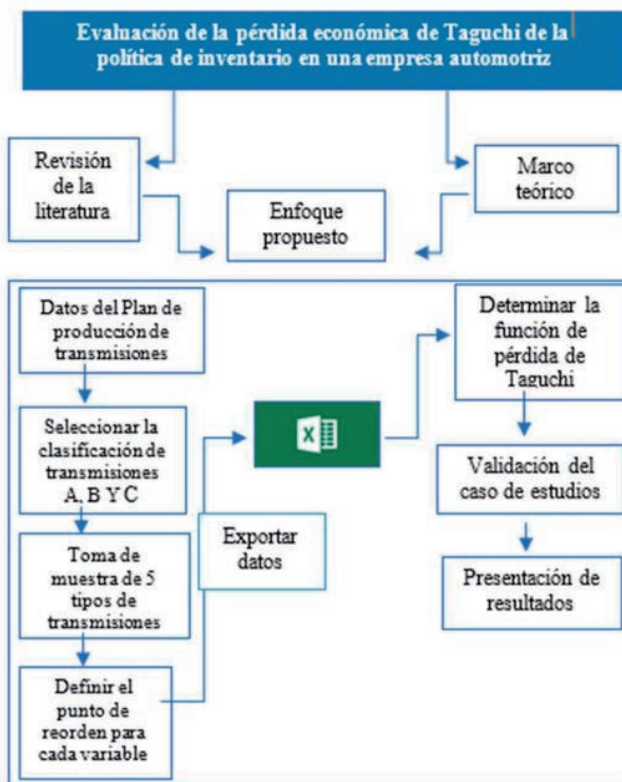 Evaluación de la pérdida económica de Taguchi de la
política de inventario en una empresa automotriz
Revisión
de la
literatura
Marco
teórico
Enfoque
propuesto
Datos del Plan de
producción de
transmisiones
Seleccionar la
clasificación de
transmisiones
A, B Y C
Toma de
muestra de 5
tipos de
transmisiones
Definir el
punto de
reorden para
cada variable
Exportar
datos
X
Determinar la
función de
pérdida de
Taguchi
Validación del
caso de estudios
Presentación de
resultados